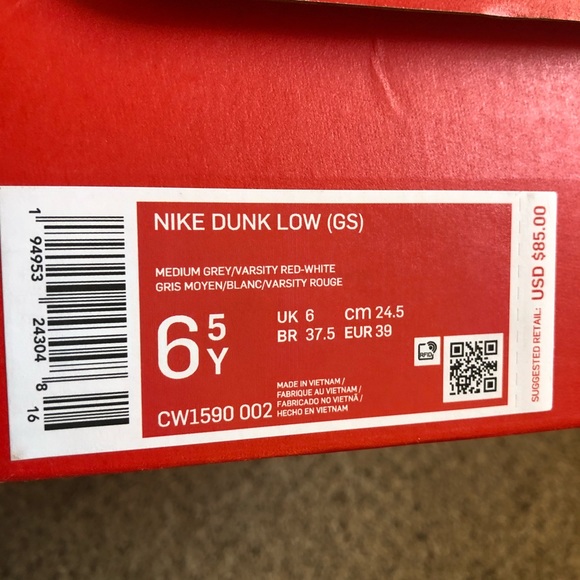 1 94953 24304 8
16
NIKE DUNK LOW (GS)
MEDIUM GREY/VARSITY RED-WHITE
GRIS MOYEN/BLANC/VARSITY ROUGE
6 5 Y
UK 6 cm 24.5
BR 37.5 EUR 39
RFID
MADE IN VIETNAM /
FABRIQUE AU VIETNAM /
FABRICADO NO VIETNÃ /
HECHO EN VIETNAM
CW1590 002
SUGGESTED RETAIL: USD $85.00